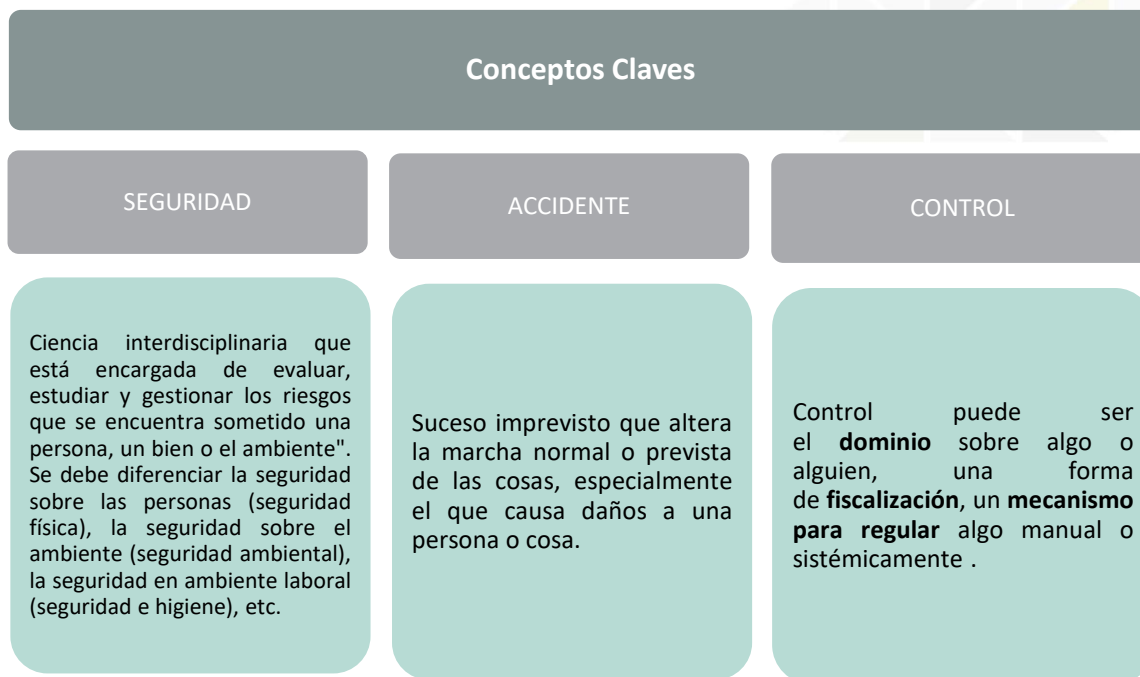 Conceptos Claves
SEGURIDAD
ACCIDENTE
CONTROL
Ciencia interdisciplinaria que
está encargada de evaluar,
estudiar y gestionar los riesgos
que se encuentra sometido una
persona, un bien o el ambiente".
Se debe diferenciar la seguridad
sobre las personas (seguridad
física), la seguridad sobre el
ambiente (seguridad ambiental),
la seguridad en ambiente laboral
(seguridad e higiene), etc.
Suceso imprevisto que altera
la marcha normal o prevista
de las cosas, especialmente
el que causa daños a una
persona o cosa.
Control puede ser
el dominio sobre algo o
alguien, una forma
de fiscalización, un mecanismo
para regular algo manual o
sistémicamente .